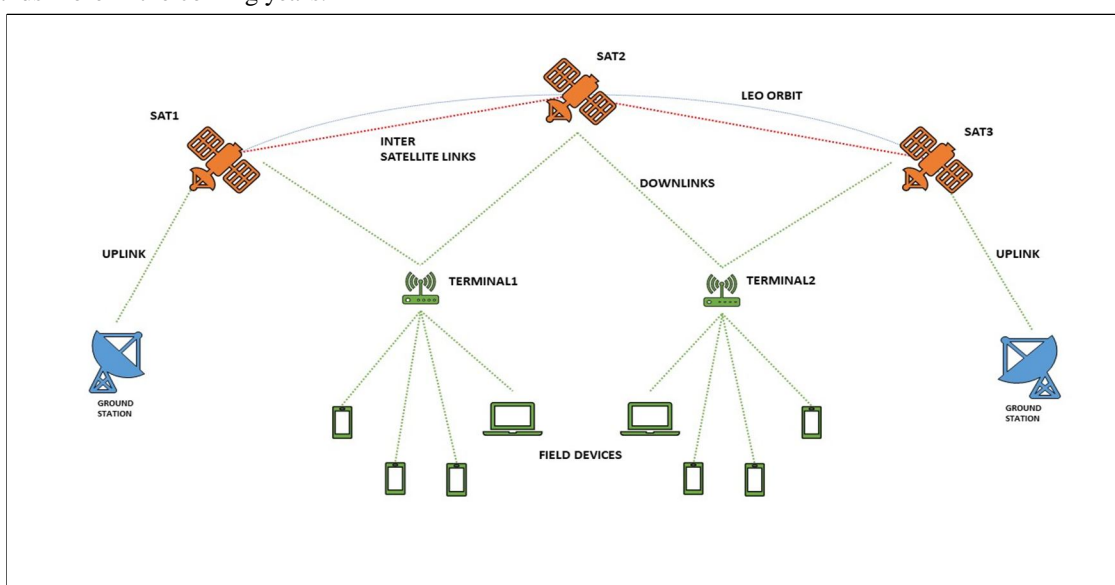 SAT2
LEO ORBIT
SAT1
SAT3
INTER
SATELLITE LINKS
DOWNLINKS
UPLINK
UPLINK
TERMINAL1
TERMINAL2
GROUND
STATION
GROUND
STATION
FIELD DEVICES